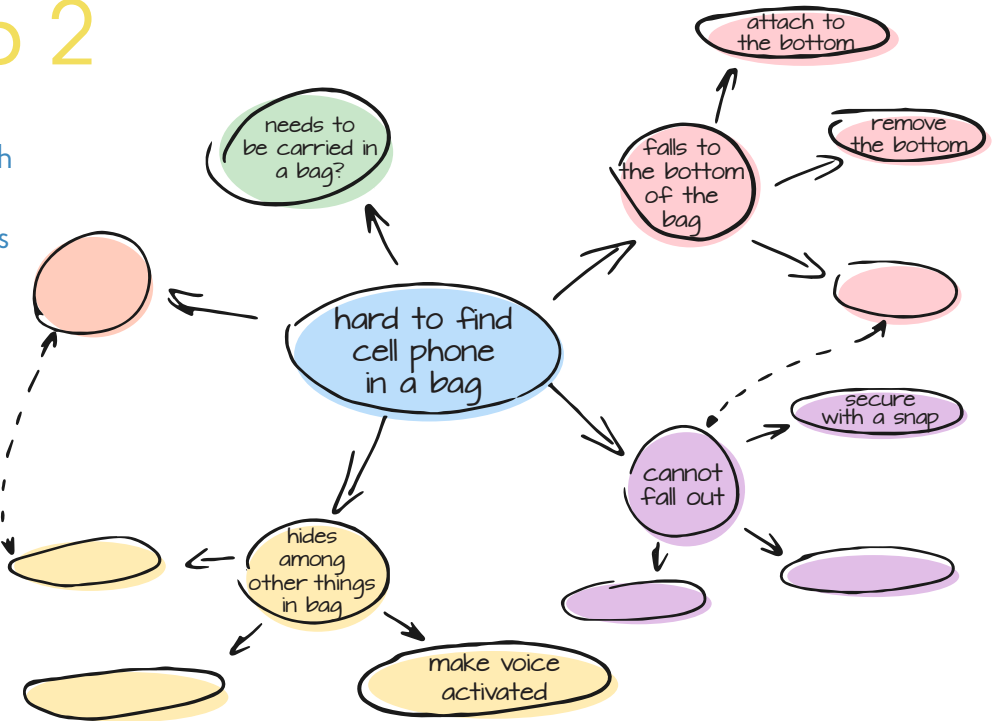 2
h
s
attach to
the bottom
remove
the bottom
needs to
be carried in
a bag?
falls to
the bottom
of the
bag
hard to find
cell phone
in a bag
secure
with a snap
cannot
fall out
hides
among
other things
in bag
make voice
activated